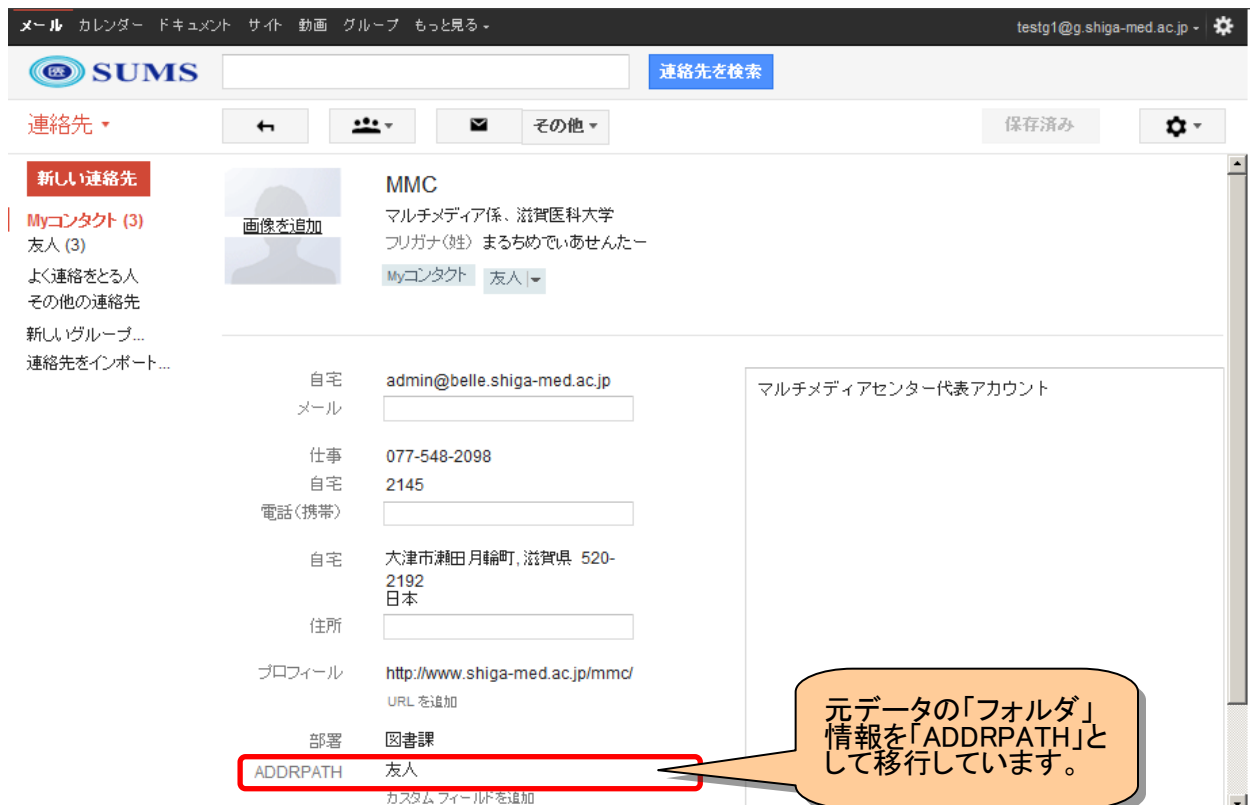 メール カレンダー ドキュメント サイト 動画 グループ もっと見る
testg1@g.shiga-med.ac.jp
SUMS
連絡先を検索
連絡先
その他
保存済み
新しい連絡先
Myコンタクト (3)
友人 (3)
よく連絡をとる人
その他の連絡先
新しいグループ...
連絡先をインポート...
画像を追加
MMC
マルチメディア係、滋賀医科大学
フリガナ(姓) まるちめでぃあせんたー
Myコンタクト 友人
自宅 admin@belle.shiga-med.ac.jp
メール
仕事 077-548-2098
自宅 2145
電話(携帯)
自宅 大津市瀬田月輪町, 滋賀県 520-
2192
日本
住所
プロフィール http://www.shiga-med.ac.jp/mmc/
URL を追加
部署 図書課
ADDRPATH 友人
カスタム フィールドを追加
マルチメディアセンター代表アカウント
元データの「フォルダ」
情報を「ADDRPATH」と
して移行しています。